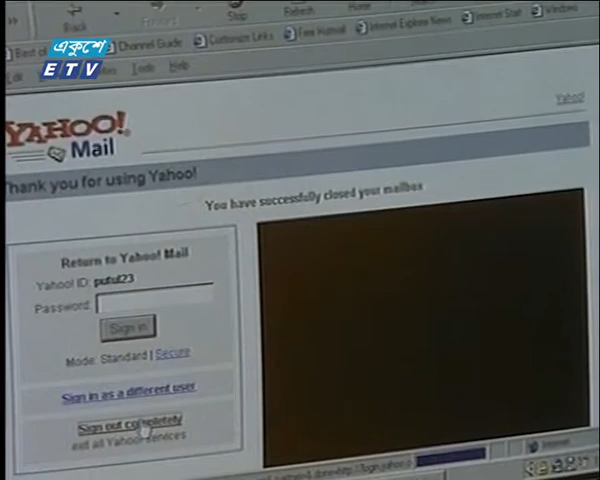 Back
Stop
Refresh
Home
Channel Guide
Customize Links
Free Hotmail
Internet Explorer News
Internet Start
Windows
একুশে
ETV
Tools
Help
Yahoo!
YAHOO!
Mail
Thank you for using Yahoo!
You have successfully closed your mailbox
Return to Yahoo! Mail
Yahoo! ID: putul23
Password:
Sign in
Mode: Standard | Secure
Sign in as a different user
Sign out completely
exit all Yahoo! services
Internet